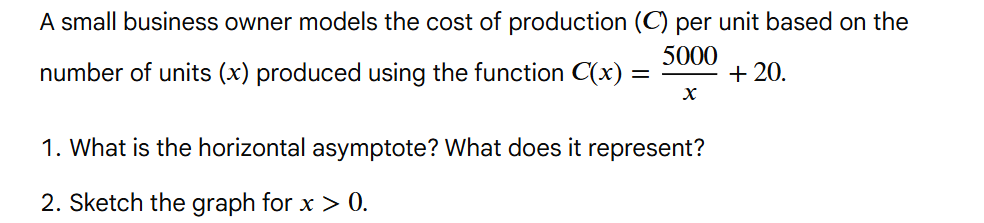 A small business owner models the cost of production (C) per unit based on the
number of units (x) produced using the function C(x) = 5000/x + 20.
1. What is the horizontal asymptote? What does it represent?
2. Sketch the graph for x > 0.